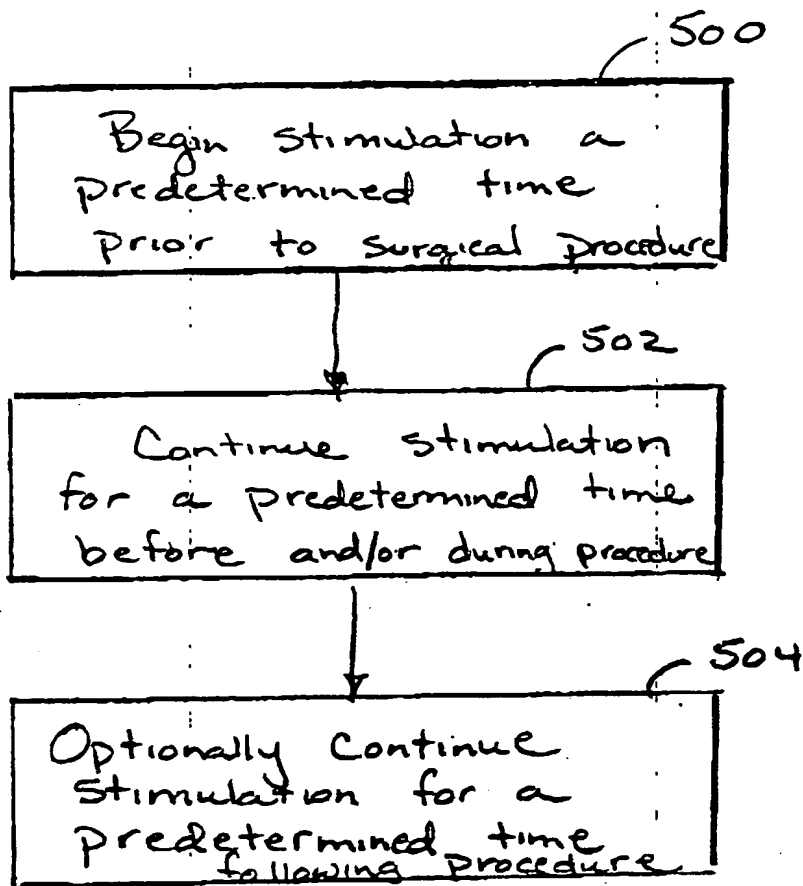 500
Begin stimulation a
predetermined time
prior to surgical procedure
502
Continue stimulation
for a predetermined time
before and/or during procedure
504
Optionally continue
stimulation for a
predetermined time
following procedure